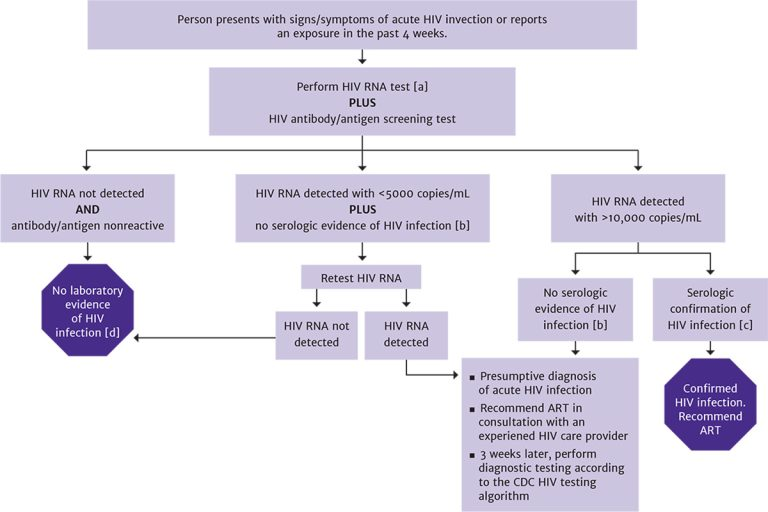 Person presents with signs/symptoms of acute HIV invection or reports
an exposure in the past 4 weeks.
Perform HIV RNA test [a]
PLUS
HIV antibody/antigen screening test
HIV RNA not detected
AND
antibody/antigen nonreactive
HIV RNA detected with <5000 copies/mL
PLUS
no serologic evidence of HIV infection [b]
HIV RNA detected
with >10,000 copies/mL
No laboratory
evidence
of HIV
infection [d]
Retest HIV RNA
HIV RNA not
detected
HIV RNA
detected
No serologic
evidence of HIV
infection [b]
Serologic
confirmation of
HIV infection [c]
▪ Presumptive diagnosis
of acute HIV infection
▪ Recommend ART in
consultation with an
experiened HIV care provider
▪ 3 weeks later, perform
diagnostic testing according
to the CDC HIV testing
algorithm
Confirmed
HIV infection.
Recommend
ART